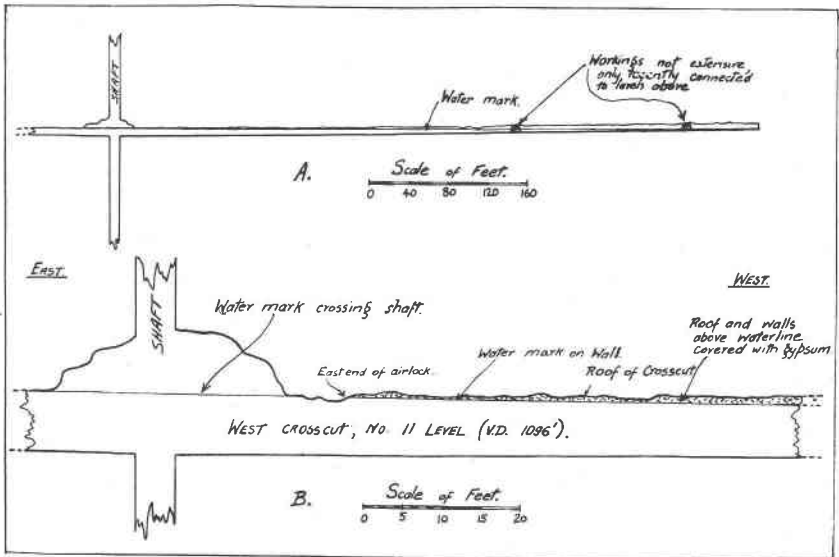 SHAFT
Workings not extensive
only recently connected
to level above
Water mark.
A.
Scale of Feet.
0 40 80 120 160
EAST.
WEST.
SHAFT
Water mark crossing shaft.
East end of airlock.
Water mark on Wall.
Roof of Crosscut
Roof and walls
above waterline
covered with gypsum
WEST CROSSCUT, NO. 11 LEVEL (V.D. 1096').
B.
Scale of Feet.
0 5 10 15 20